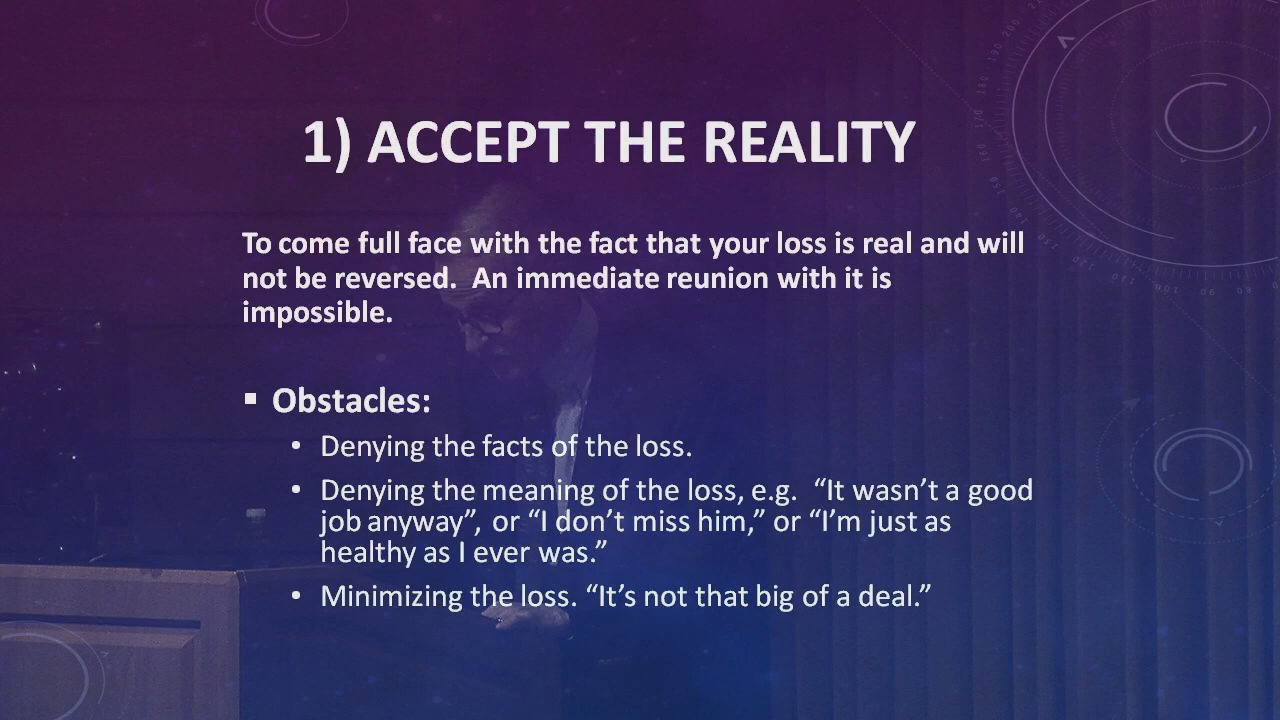 1) ACCEPT THE REALITY
To come full face with the fact that your loss is real and will
not be reversed.  An immediate reunion with it is
impossible.
▪ Obstacles:
• Denying the facts of the loss.
• Denying the meaning of the loss, e.g.  “It wasn’t a good
job anyway”, or “I don’t miss him,” or “I’m just as
healthy as I ever was.”
• Minimizing the loss. “It’s not that big of a deal.”